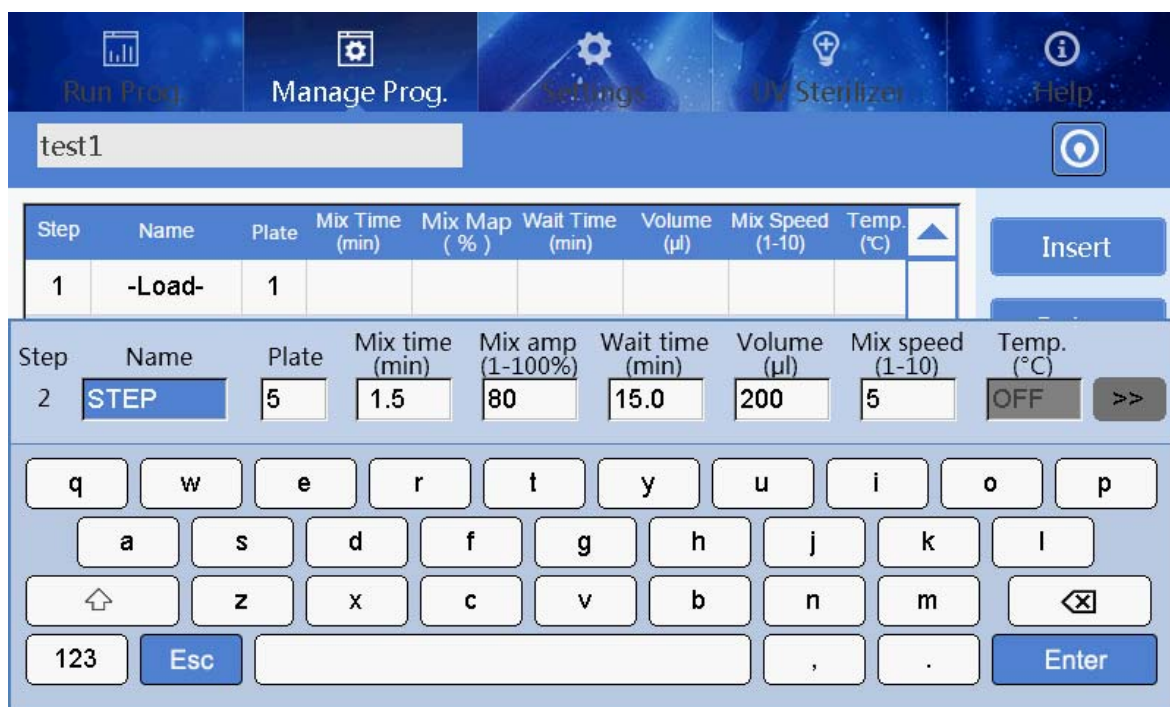 Run Prog.
Manage Prog.
Settings
UV Sterilizer
Help
test1
Step Name Plate Mix Time (min) Mix Map ( % ) Wait Time (min) Volume (µl) Mix Speed (1-10) Temp. (℃)
Insert
1 -Load- 1
Step Name Plate Mix time (min) Mix amp (1-100%) Wait time (min) Volume (µl) Mix speed (1-10) Temp. (°C)
2 STEP 5 1.5 80 15.0 200 5 OFF >>
q w e r t y u i o p
a s d f g h j k l
z x c v b n m
123 Esc , . Enter